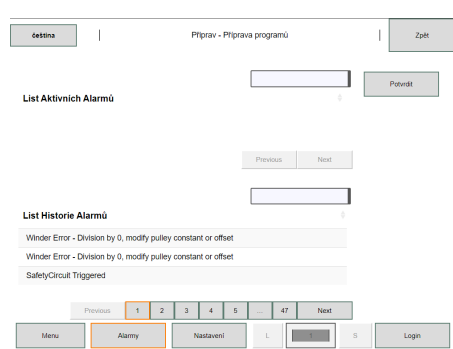 čeština | Připrav - Příprava programů | Zpět
Potvrdit
List Aktivních Alarmů
Previous Next
List Historie Alarmů
Winder Error - Division by 0, modify pulley constant or offset
Winder Error - Division by 0, modify pulley constant or offset
SafetyCircuit Triggered
Previous 1 2 3 4 5 ... 47 Next
Menu Alarmy Nastavení L 1 S Login